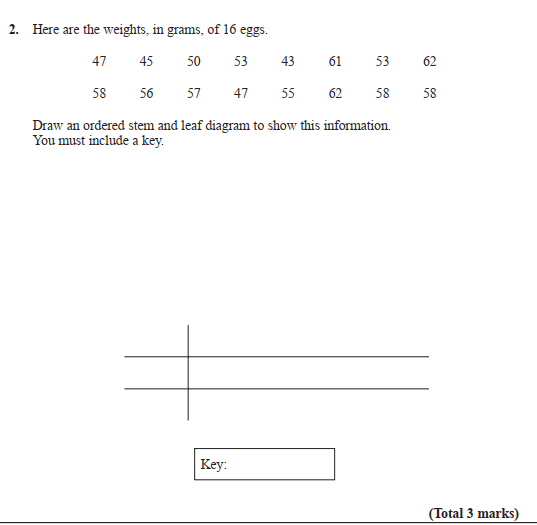 2. Here are the weights, in grams, of 16 eggs.
47 45 50 53 43 61 53 62
58 56 57 47 55 62 58 58
Draw an ordered stem and leaf diagram to show this information.
You must include a key.
Key:
(Total 3 marks)